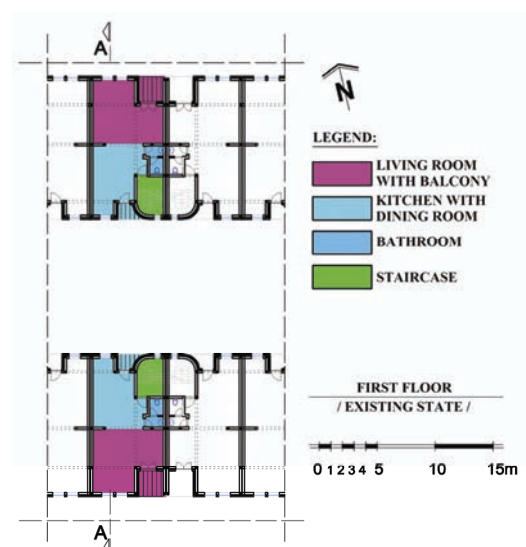 A
N
LEGEND:
LIVING ROOM
WITH BALCONY
KITCHEN WITH
DINING ROOM
BATHROOM
STAIRCASE
FIRST FLOOR
/ EXISTING STATE /
0 1 2 3 4 5 10 15m
A